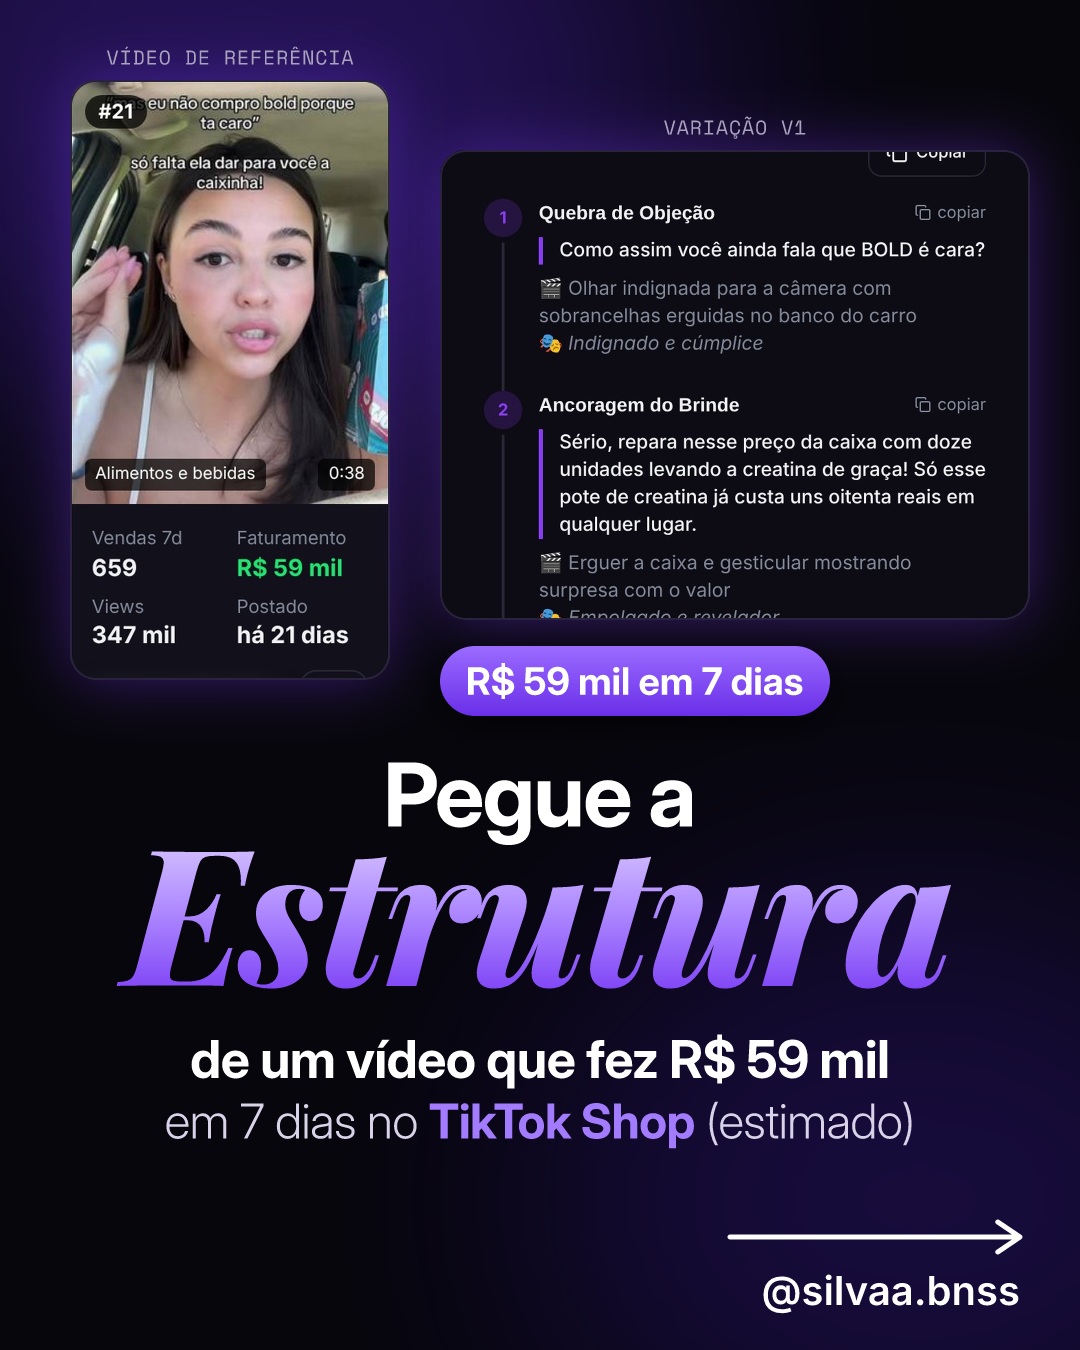 VÍDEO DE REFERÊNCIA
#21
eu não compro bold porque
ta caro”
só falta ela dar para você a
caixinha!
Alimentos e bebidas
0:38
Vendas 7d
Faturamento
659
R$ 59 mil
Views
Postado
347 mil
há 21 dias
VARIAÇÃO V1
Copiar
1
Quebra de Objeção
copiar
Como assim você ainda fala que BOLD é cara?
🎬 Olhar indignada para a câmera com
sobrancelhas erguidas no banco do carro
🎭 Indignado e cúmplice
2
Ancoragem do Brinde
copiar
Sério, repara nesse preço da caixa com doze
unidades levando a creatina de graça! Só esse
pote de creatina já custa uns oitenta reais em
qualquer lugar.
🎬 Erguer a caixa e gesticular mostrando
surpresa com o valor
🎭 Empolgado e revelador
R$ 59 mil em 7 dias
Pegue a
Estrutura
de um vídeo que fez R$ 59 mil
em 7 dias no TikTok Shop (estimado)
@silvaa.bnss